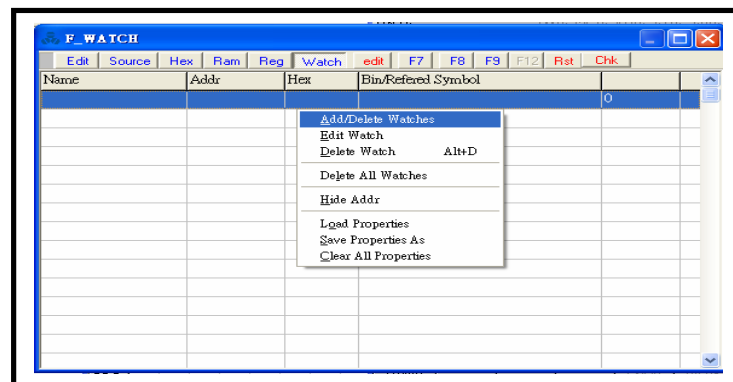 F_WATCH
Edit Source Hex Ram Reg Watch edit F7 F8 F9 F12 Rst Chk
Name Addr Hex Bin/Refered Symbol
0
Add/Delete Watches
Edit Watch
Delete Watch Alt+D
Delete All Watches
Hide Addr
Load Properties
Save Properties As
Clear All Properties